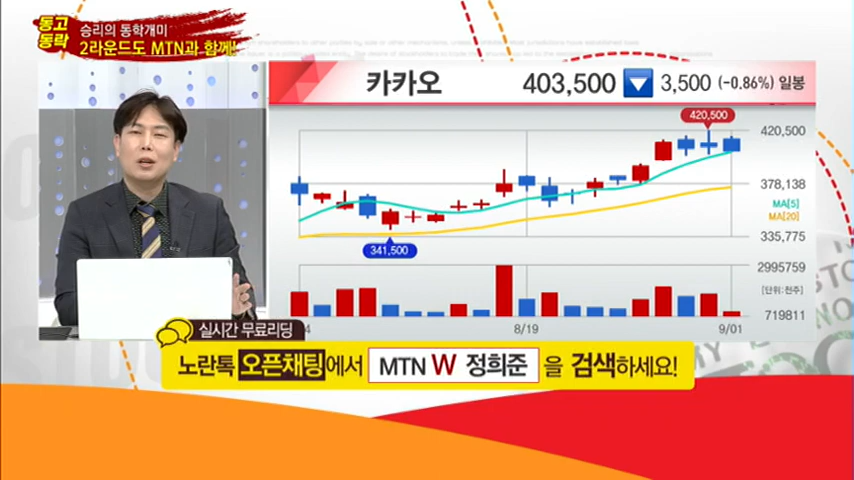 동고
동락
승리의 동학개미
2라운드도 MTN과 함께!
카카오 403,500 ▼ 3,500 (-0.86%) 일봉
420,500
420,500
378,138
MA[5]
MA[20]
335,775
341,500
2995759
[단위:천주]
719811
4 8/19 9/01
실시간 무료리딩
노란톡 오픈채팅에서 MTN W 정희준 을 검색하세요!